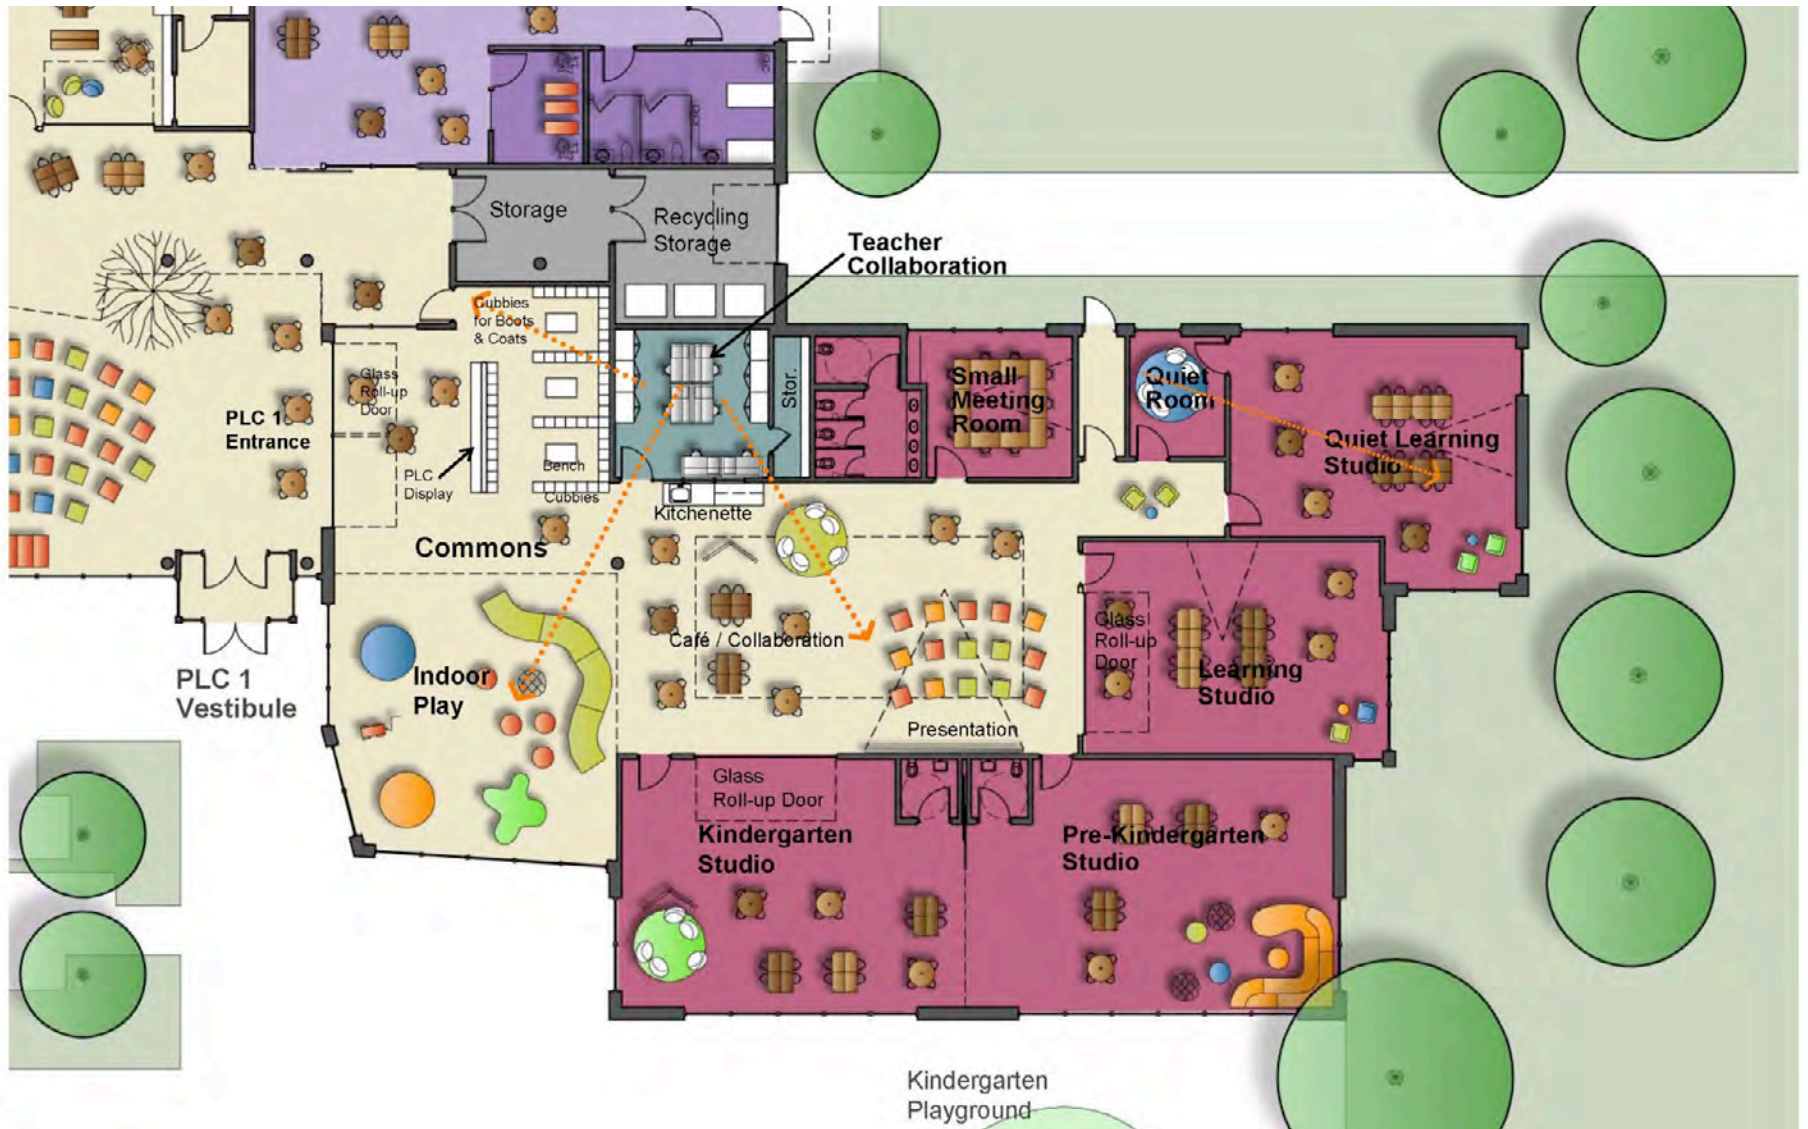 Storage
Recycling
Storage
Teacher
Collaboration
Cubbies
for Boots
& Coats
Glass
Roll-up
Door
PLC 1
Entrance
Stor.
Small
Meeting
Room
Quiet
Room
Quiet Learning
Studio
PLC
Display
Bench
Cubbies
Kitchenette
Commons
Café / Collaboration
Glass
Roll-up
Door
Learning
Studio
Indoor
Play
PLC 1
Vestibule
Presentation
Glass
Roll-up Door
Kindergarten
Studio
Pre-Kindergarten
Studio
Kindergarten
Playground